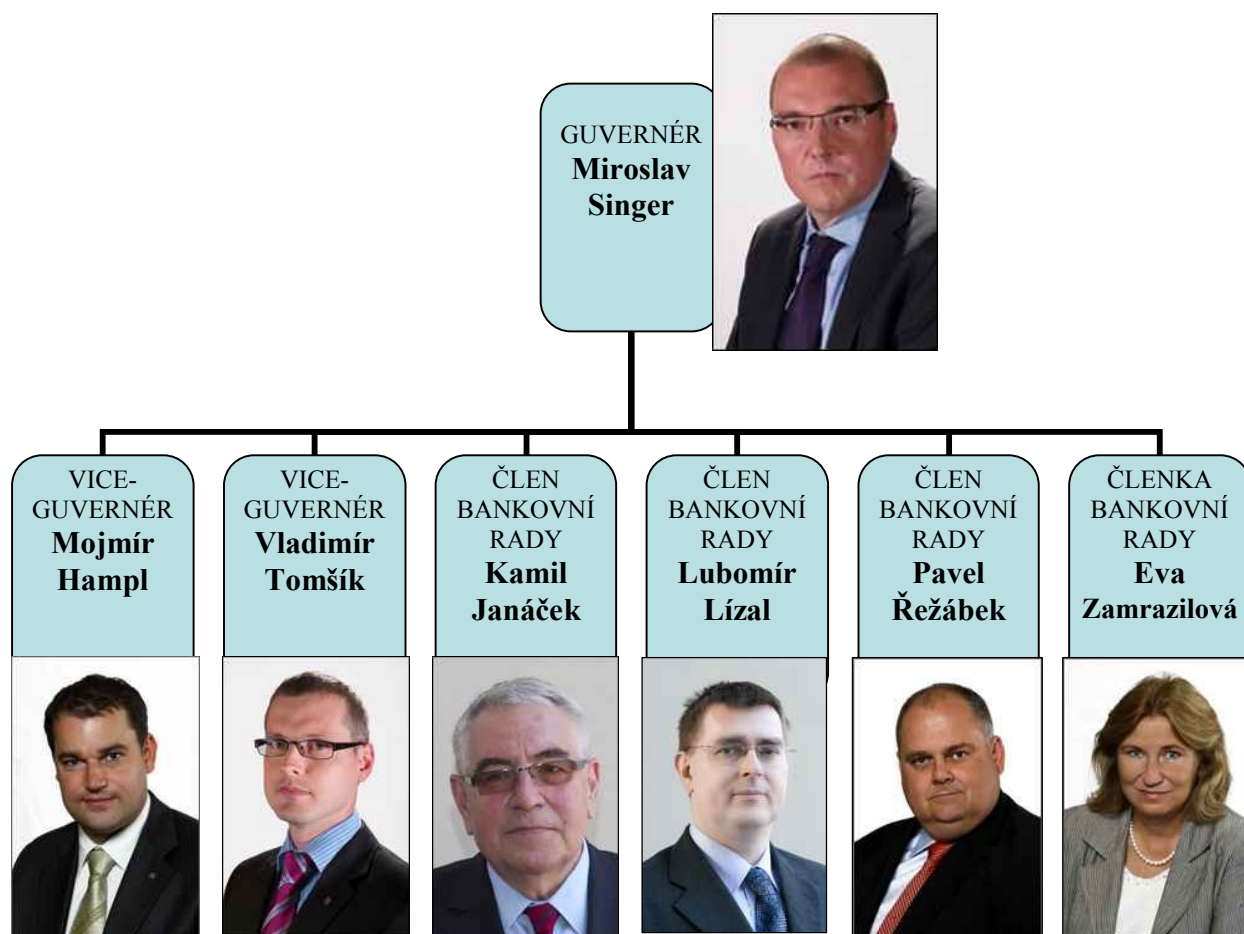 GUVERNÉR
Miroslav
Singer
VICE-
GUVERNÉR
Mojmír
Hampl
VICE-
GUVERNÉR
Vladimír
Tomšík
ČLEN
BANKOVNÍ
RADY
Kamil
Janáček
ČLEN
BANKOVNÍ
RADY
Lubomír
Lízal
ČLEN
BANKOVNÍ
RADY
Pavel
Řežábek
ČLENKA
BANKOVNÍ
RADY
Eva
Zamrazilová